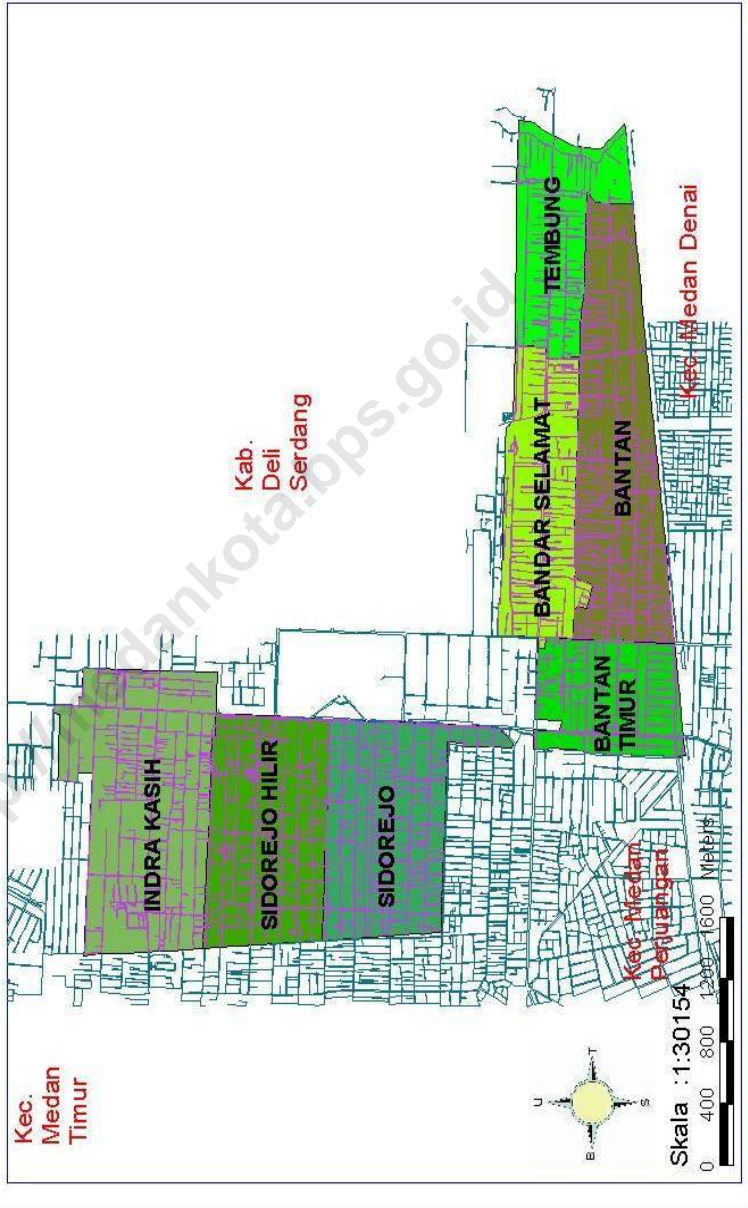 Kec.
Medan
Timur
INDRA KASIH
Kab.
Deli
Serdang
SIDOREJO HILIR
SIDOREJO
TEMBUNG
BANDAR SELAMAT
BANTAN
TIMUR
BANTAN
Kec. Medan
Perjuangan
Kec. Medan Denai
U
B T
S
Skala :1:30154
0 400 800 1200 1600 Meters
p://medankota.bps.go.id